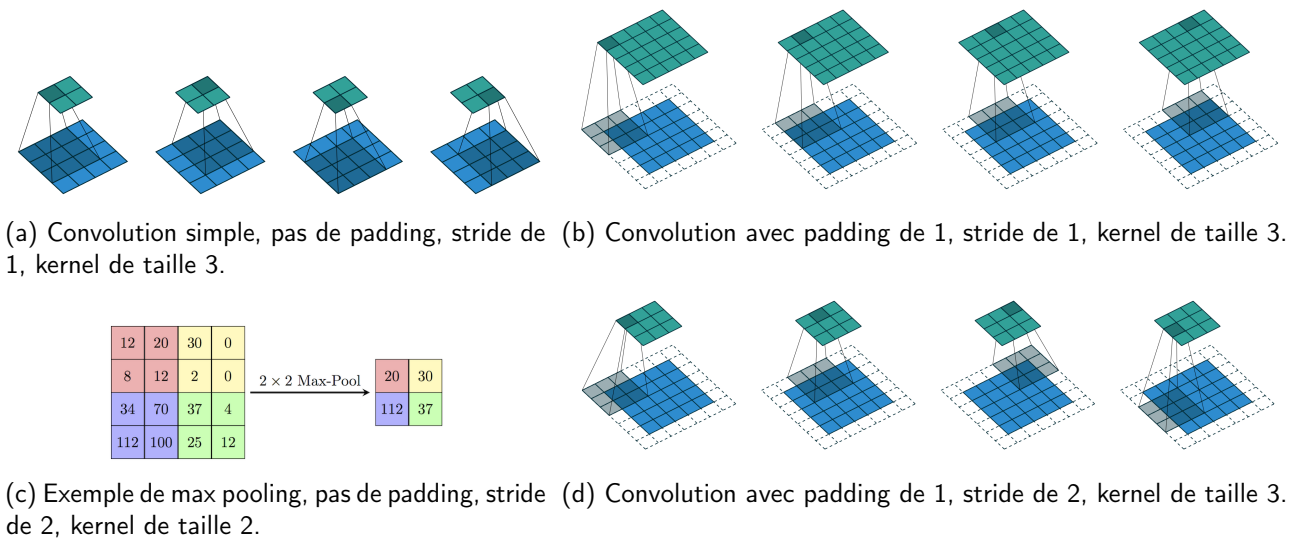 (a) Convolution simple, pas de padding, stride de
1, kernel de taille 3.
(b) Convolution avec padding de 1, stride de 1, kernel de taille 3.
12 20 30 0
8 12 2 0
34 70 37 4
112 100 25 12
2 × 2 Max-Pool
20 30
112 37
(c) Exemple de max pooling, pas de padding, stride
de 2, kernel de taille 2.
(d) Convolution avec padding de 1, stride de 2, kernel de taille 3.